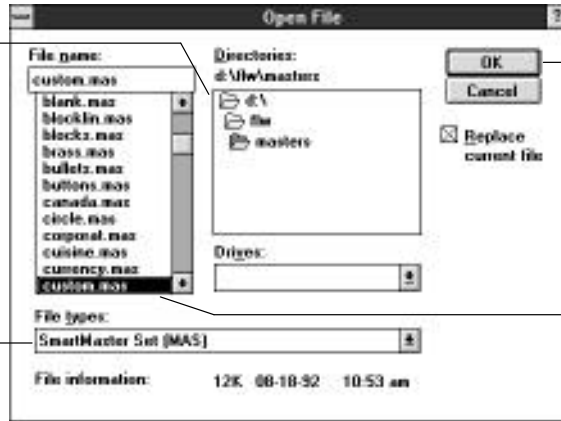 Open File
?
File name:
custom.mas
blank.mas
blocklin.mas
blocks.mas
brass.mas
bullets.mas
buttons.mas
canada.mas
circle.mas
corporat.mas
cuisine.mas
currency.mas
custom.mas
Directories:
d:\flw\masters
d:\
flw
masters
Drives:
OK
Cancel
Replace
current file
File types:
SmartMaster Set (MAS)
File information:
12K 08-18-92 10:53 am